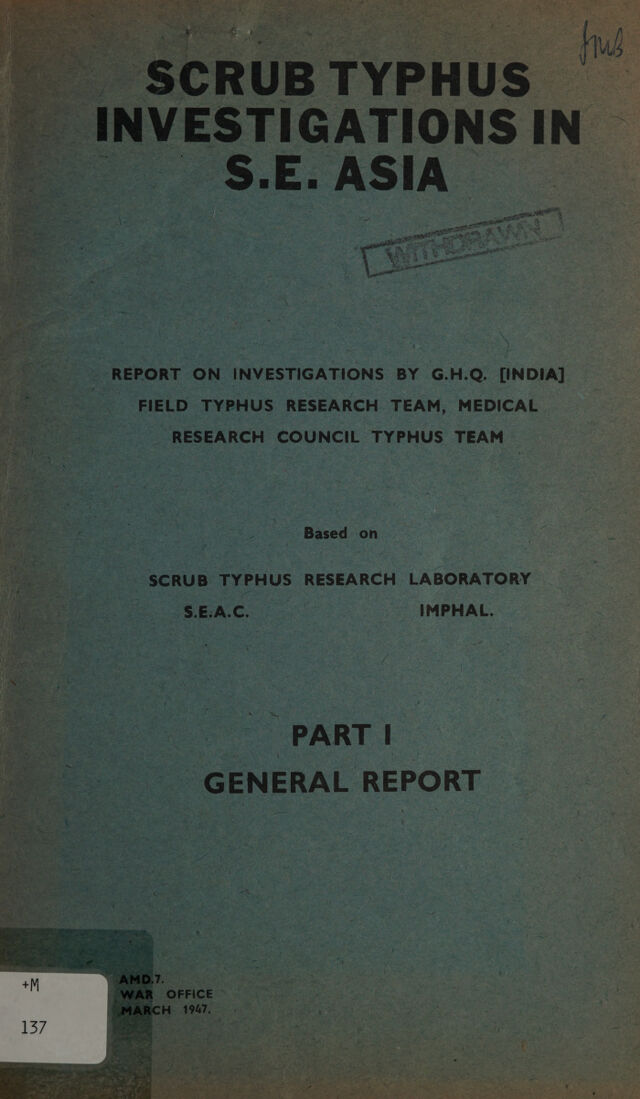 SCRUB TYPHUS
INVESTIGATIONS IN
S.E. ASIA
WITHDRAWN
REPORT ON INVESTIGATIONS BY G.H.Q. [INDIA]
FIELD TYPHUS RESEARCH TEAM, MEDICAL
RESEARCH COUNCIL TYPHUS TEAM
Based on
SCRUB TYPHUS RESEARCH LABORATORY
S.E.A.C. IMPHAL.
PART I
GENERAL REPORT
AMD.7.
WAR OFFICE
MARCH 1947.
+M
137